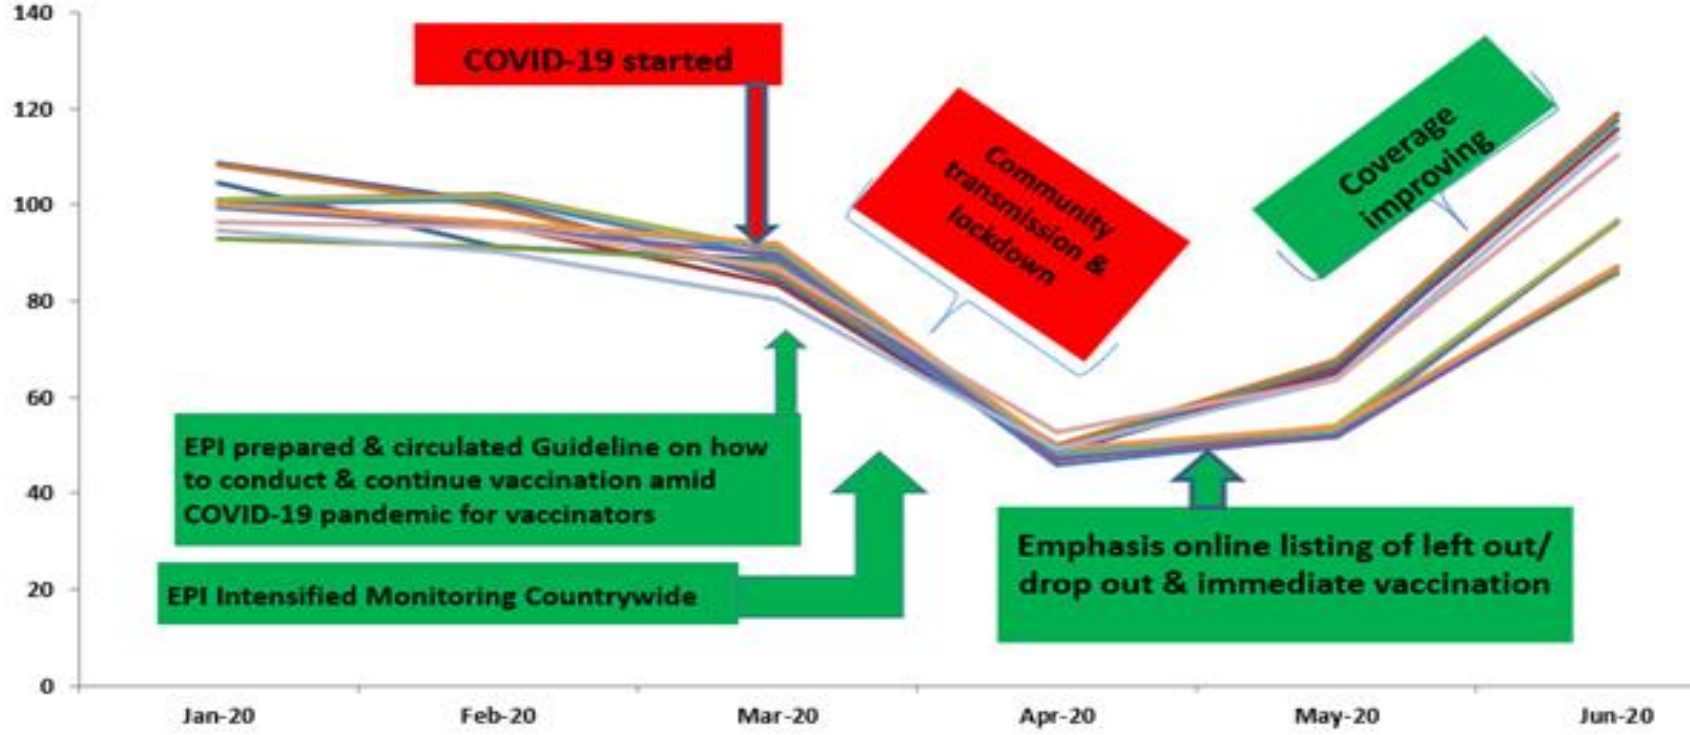 140
120
100
80
60
40
20
0
COVID-19 started
Community
transmission &
lockdown
Coverage
improving
EPI prepared & circulated Guideline on how
to conduct & continue vaccination amid
COVID-19 pandemic for vaccinators
EPI Intensified Monitoring Countrywide
Emphasis online listing of left out/
drop out & immediate vaccination
Jan-20 Feb-20 Mar-20 Apr-20 May-20 Jun-20